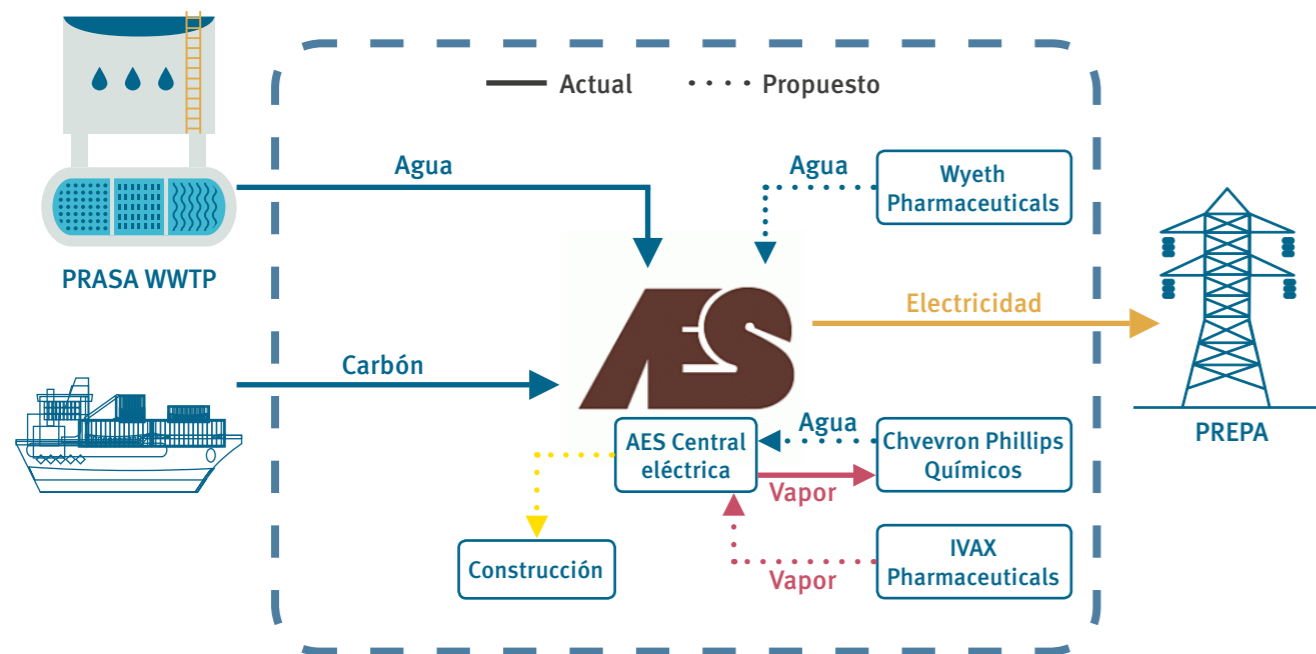 Actual
Propuesto
Agua
Agua
Wyeth
Pharmaceuticals
PRASA WWTP
AES
Electricidad
Carbón
PREPA
AES Central
eléctrica
Agua
Vapor
Chvevron Phillips
Químicos
Construcción
Vapor
IVAX
Pharmaceuticals